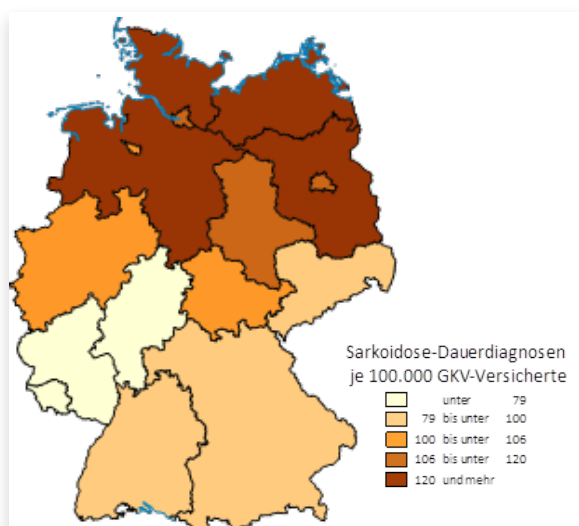 Sarkoidose-Dauerdiagnosen
je 100.000 GKV-Versicherte
unter 79
79 bis unter 100
100 bis unter 106
106 bis unter 120
120 und mehr